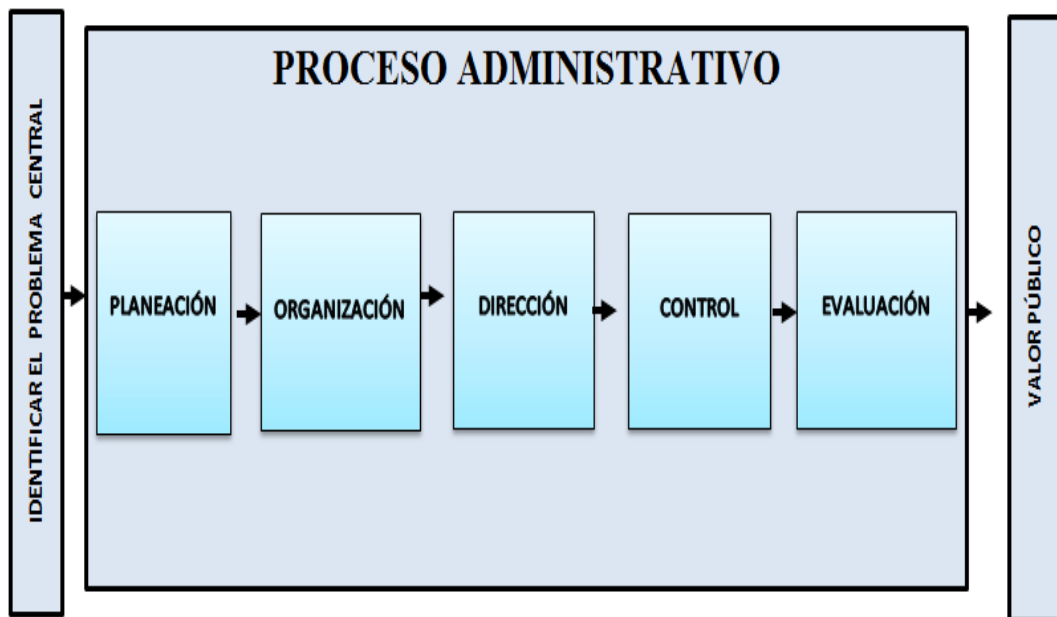 IDENTIFICAR EL PROBLEMA CENTRAL
PROCESO ADMINISTRATIVO
PLANEACIÓN
ORGANIZACIÓN
DIRECCIÓN
CONTROL
EVALUACIÓN
VALOR PÚBLICO